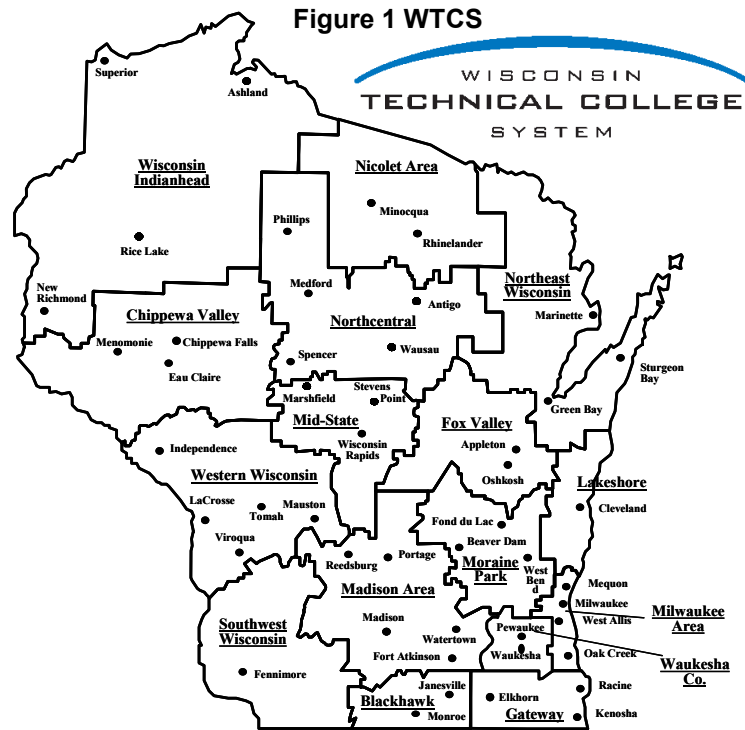 Figure 1 WTCS
WISCONSIN
TECHNICAL COLLEGE
SYSTEM
Superior
Ashland
Wisconsin
Indianhead
Nicolet Area
Minocqua
Phillips
Rhinelander
Rice Lake
New
Richmond
Northeast
Wisconsin
Medford
Antigo
Chippewa Valley
Northcentral
Marinette
Menomonie
Chippewa Falls
Wausau
Spencer
Sturgeon
Bay
Eau Claire
Marshfield
Stevens
Point
Green Bay
Mid-State
Fox Valley
Wisconsin
Rapids
Appleton
Independence
Oshkosh
Western Wisconsin
Lakeshore
LaCrosse
Tomah
Mauston
Cleveland
Fond du Lac
Viroqua
Beaver Dam
Reedsburg
Portage
Moraine
Park
West
Ben
d
Madison Area
Mequon
Milwaukee
Milwaukee
Area
Southwest
Wisconsin
Madison
Watertown
Pewaukee
West Allis
Waukesha
Fort Atkinson
Oak Creek
Waukesha
Co.
Fennimore
Janesville
Elkhorn
Racine
Blackhawk
Monroe
Gateway
Kenosha